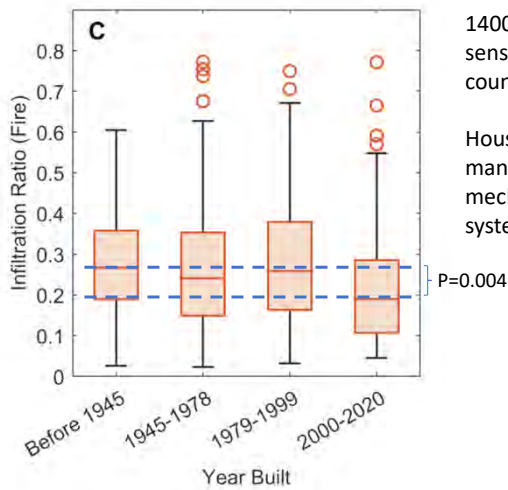 C
0.8
0.7
0.6
0.5
0.4
0.3
0.2
0.1
0
Infiltration Ratio (Fire)
Before 1945
1945-1978
1979-1999
2000-2020
Year Built
P=0.004
1400
sens
coun
Hous
man
mech
syste